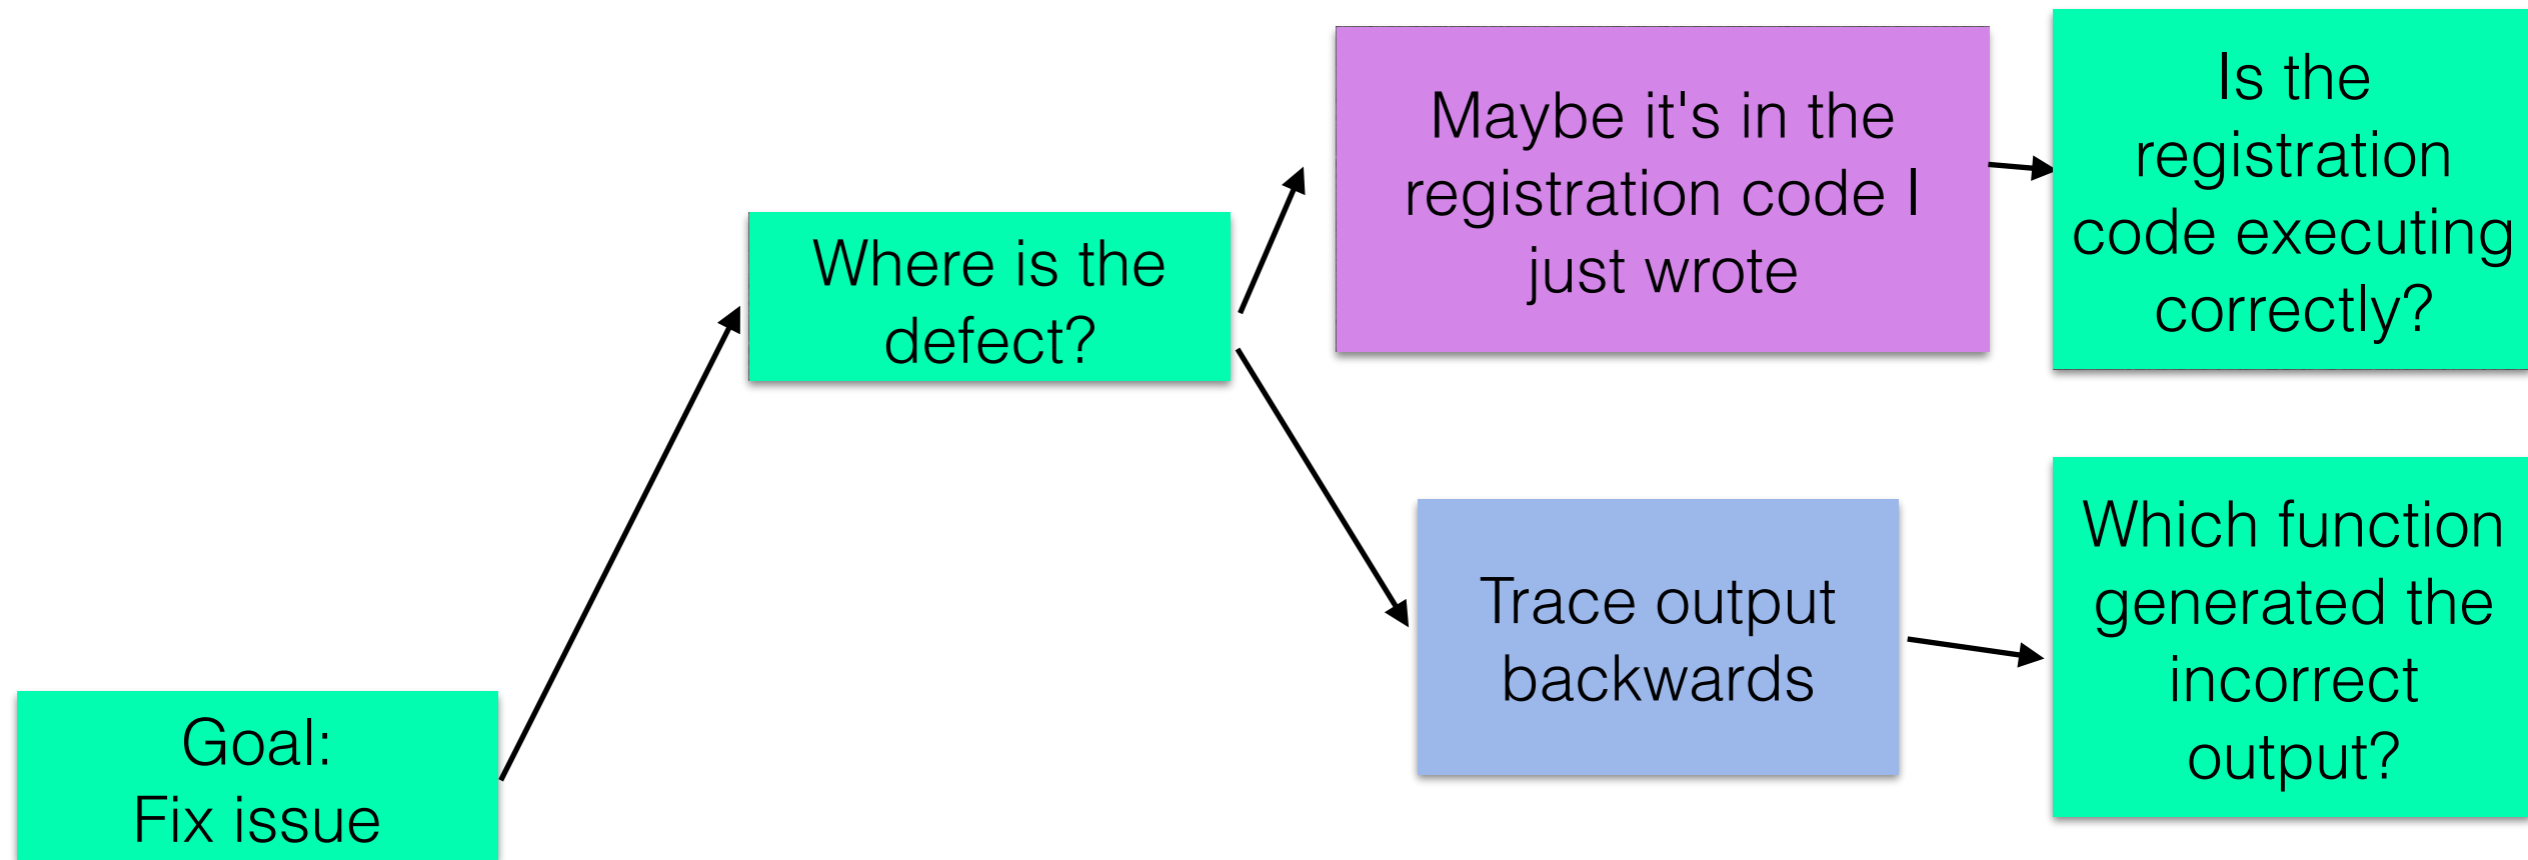 Goal:
Fix issue
Where is the
defect?
Maybe it's in the
registration code I
just wrote
Is the
registration
code executing
correctly?
Trace output
backwards
Which function
generated the
incorrect
output?